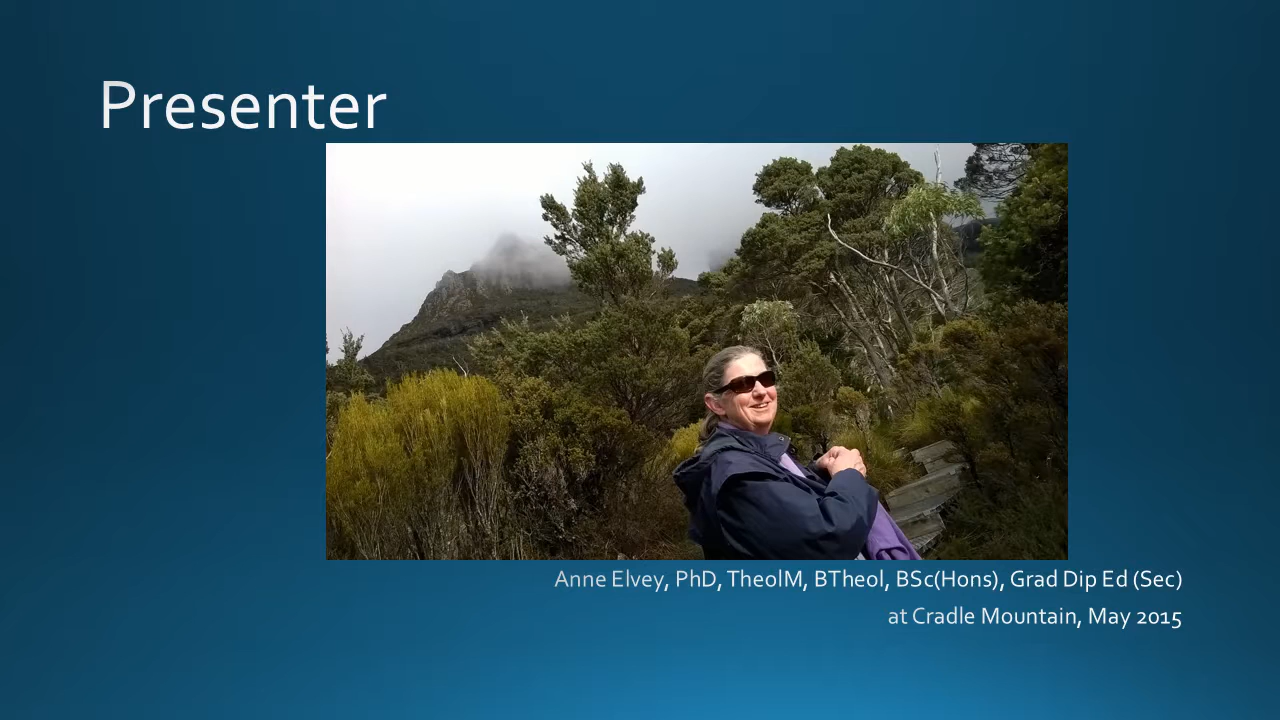 Presenter
Anne Elvey, PhD, TheolM, BTheol, BSc(Hons), Grad Dip Ed (Sec)
at Cradle Mountain, May 2015